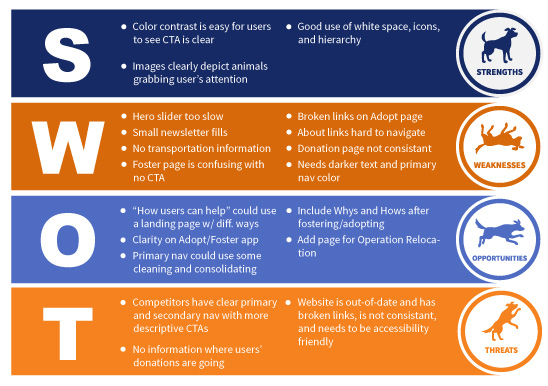 S
● Color contrast is easy for users
to see CTA is clear
● Images clearly depict animals
grabbing user's attention
● Good use of white space, icons,
and hierarchy
STRENGTHS
W
● Hero slider too slow
● Small newsletter fills
● No transportation information
● Foster page is confusing with
no CTA
● Broken links on Adopt page
● About links hard to navigate
● Donation page not consistant
● Needs darker text and primary
nav color
WEAKNESSES
O
● “How users can help” could use
a landing page w/ diff. ways
● Clarity on Adopt/Foster app
● Primary nav could use some
cleaning and consolidating
● Include Whys and Hows after
fostering/adopting
● Add page for Operation Reloca-
tion
OPPORTUNITIES
T
● Competitors have clear primary
and secondary nav with more
descriptive CTAs
● No information where users’
donations are going
● Website is out-of-date and has
broken links, is not consistant,
and needs to be accessibility
friendly
THREATS